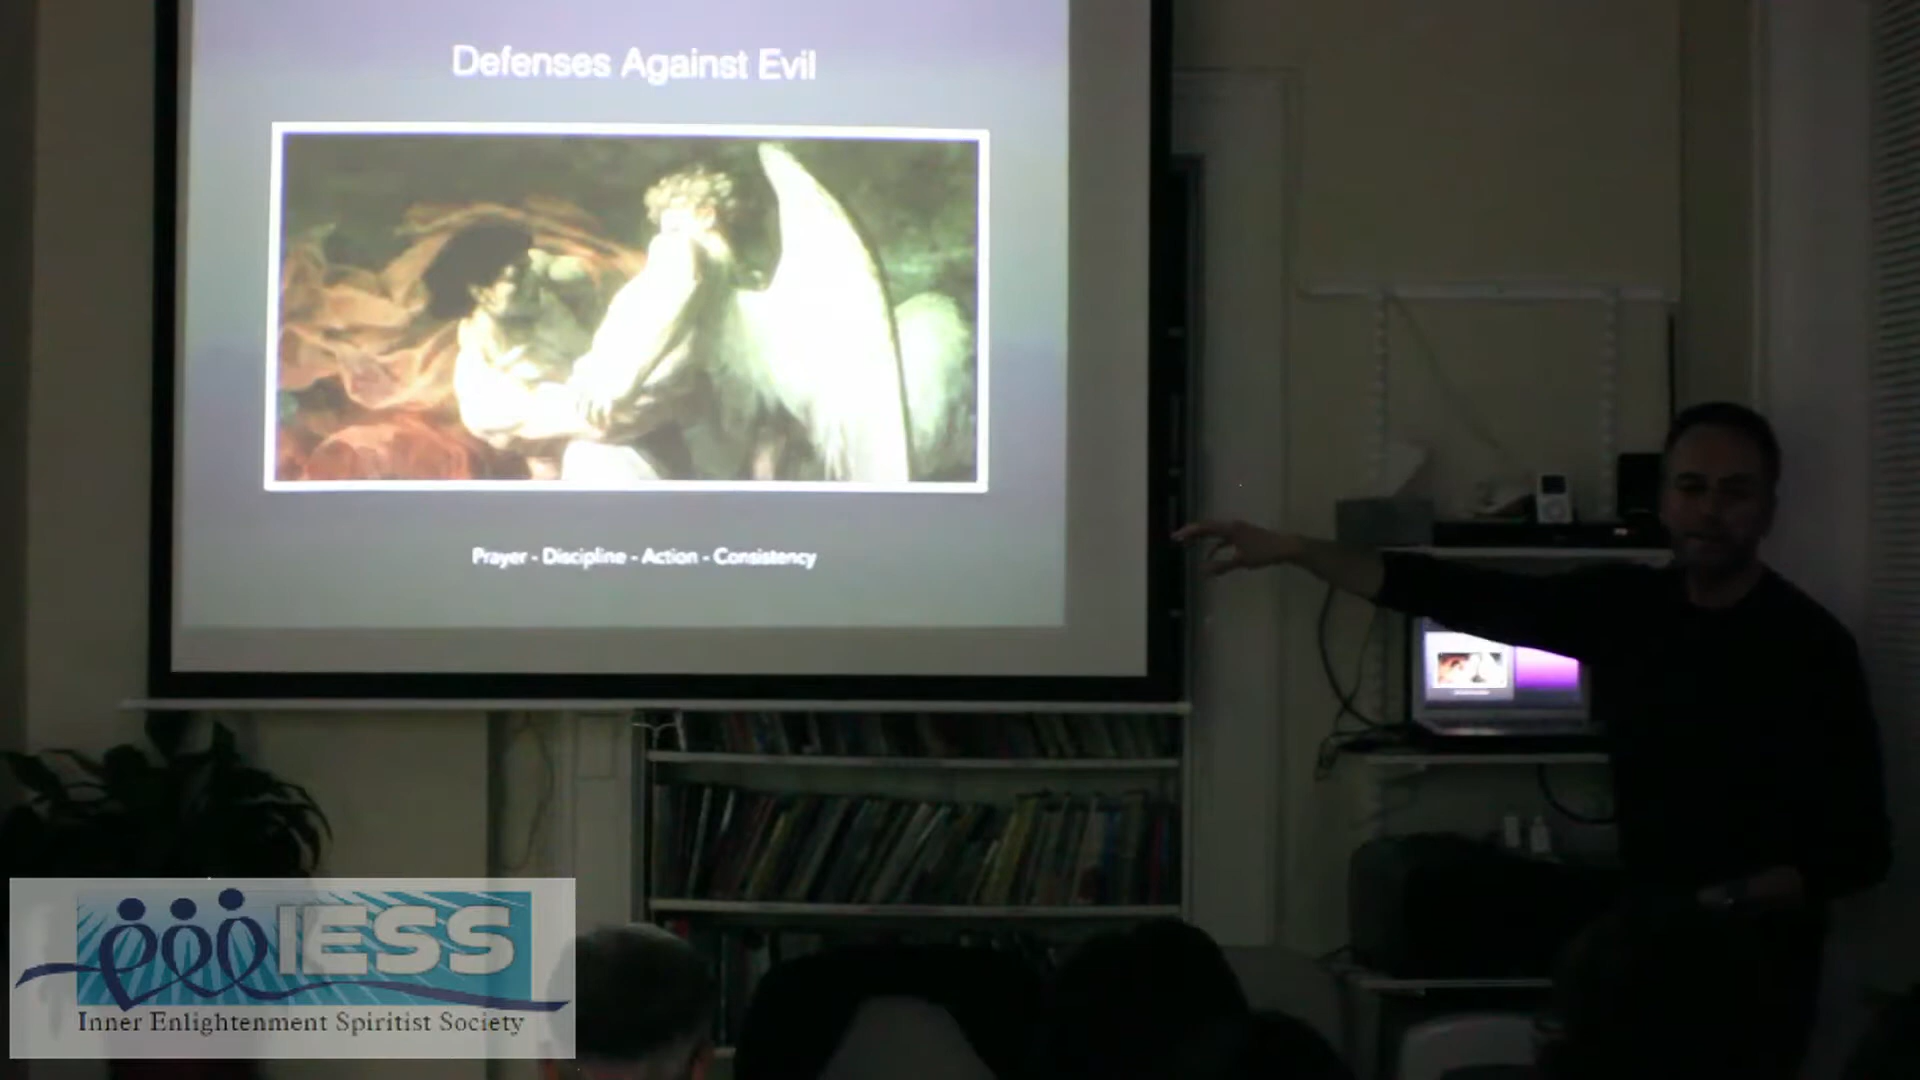 Defenses Against Evil
Prayer - Discipline - Action - Consistency
IESS
Inner Enlightenment Spiritist Society